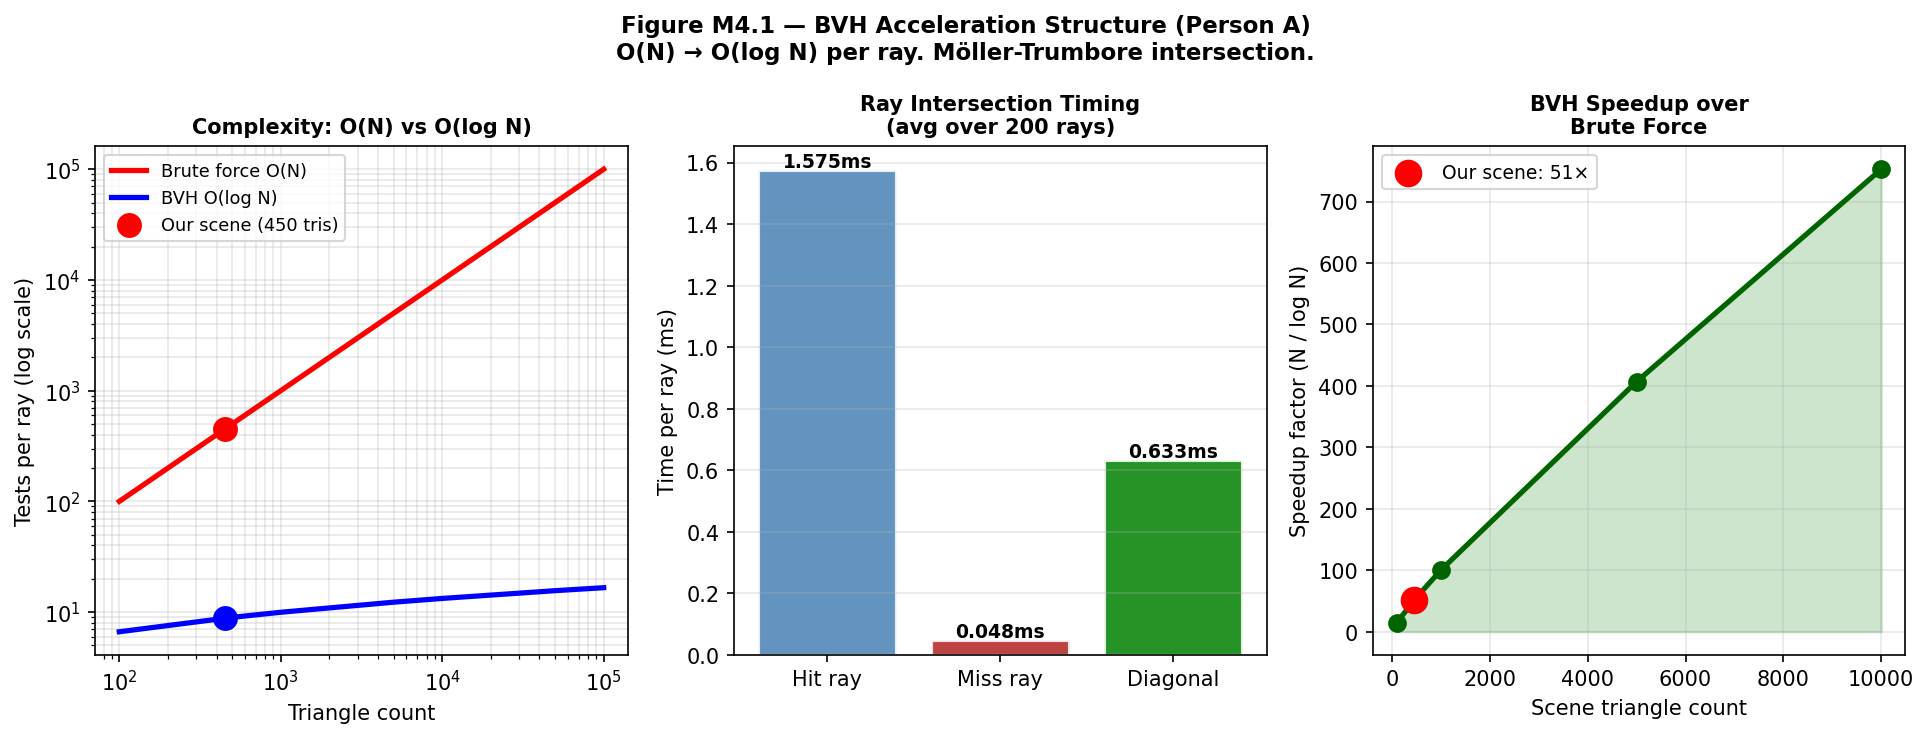 Figure M4.1 — BVH Acceleration Structure (Person A)
O(N) → O(log N) per ray. Möller-Trumbore intersection.
Complexity: O(N) vs O(log N)
Tests per ray (log scale)
10⁵
10⁴
10³
10²
10¹
Brute force O(N)
BVH O(log N)
Our scene (450 tris)
10² 10³ 10⁴ 10⁵
Triangle count
Ray Intersection Timing
(avg over 200 rays)
Time per ray (ms)
1.6
1.4
1.2
1.0
0.8
0.6
0.4
0.2
0.0
1.575ms
0.048ms
0.633ms
Hit ray Miss ray Diagonal
BVH Speedup over
Brute Force
Speedup factor (N / log N)
700
600
500
400
300
200
100
0
Our scene: 51×
0 2000 4000 6000 8000 10000
Scene triangle count